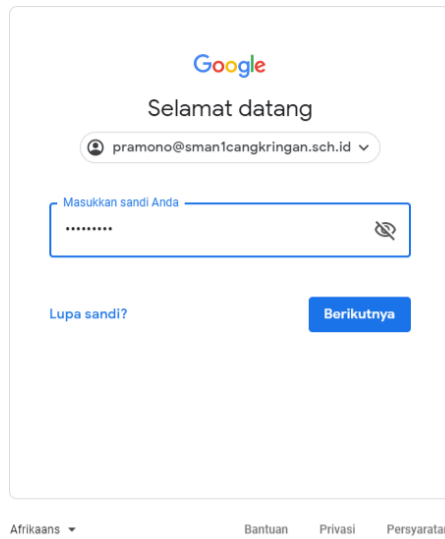 Google
Selamat datang
pramono@sman1cangkringan.sch.id
Masukkan sandi Anda
•••••••••
Lupa sandi?
Berikutnya
Afrikaans
Bantuan Privasi Persyaratan